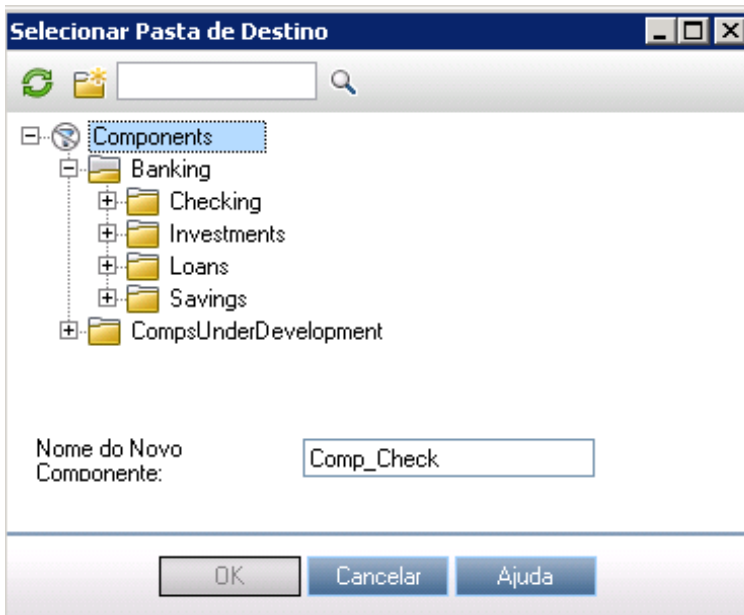 Selecionar Pasta de Destino
Components
Banking
Checking
Investments
Loans
Savings
CompsUnderDevelopment
Nome do Novo
Componente:
Comp_Check
OK
Cancelar
Ajuda